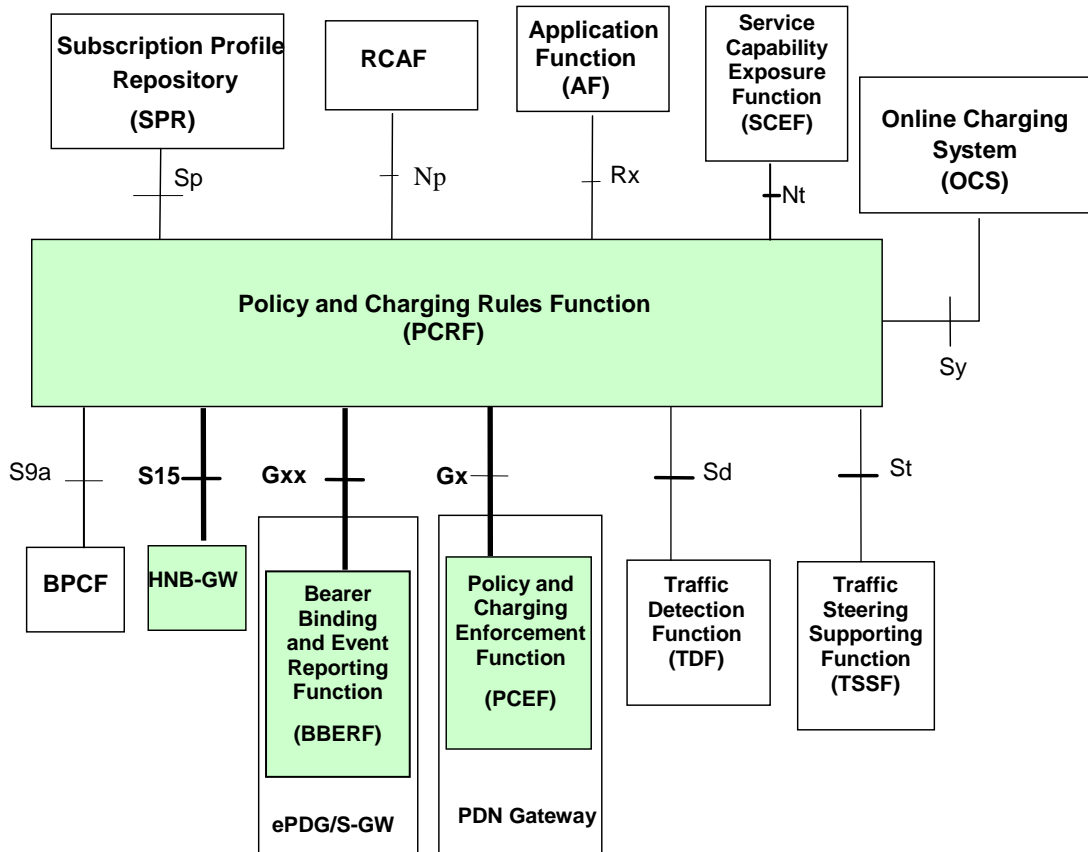 Subscription Profile
Repository
(SPR)
RCAF
Application
Function
(AF)
Service
Capability
Exposure
Function
(SCEF)
Online Charging
System
(OCS)
Sp
Np
Rx
Nt
Policy and Charging Rules Function
(PCRF)
Sy
S9a
S15
Gxx
Gx
Sd
St
BPCF
HNB-GW
Bearer
Binding
and Event
Reporting
Function
(BBERF)
ePDG/S-GW
Policy and
Charging
Enforcement
Function
(PCEF)
PDN Gateway
Traffic
Detection
Function
(TDF)
Traffic
Steering
Supporting
Function
(TSSF)